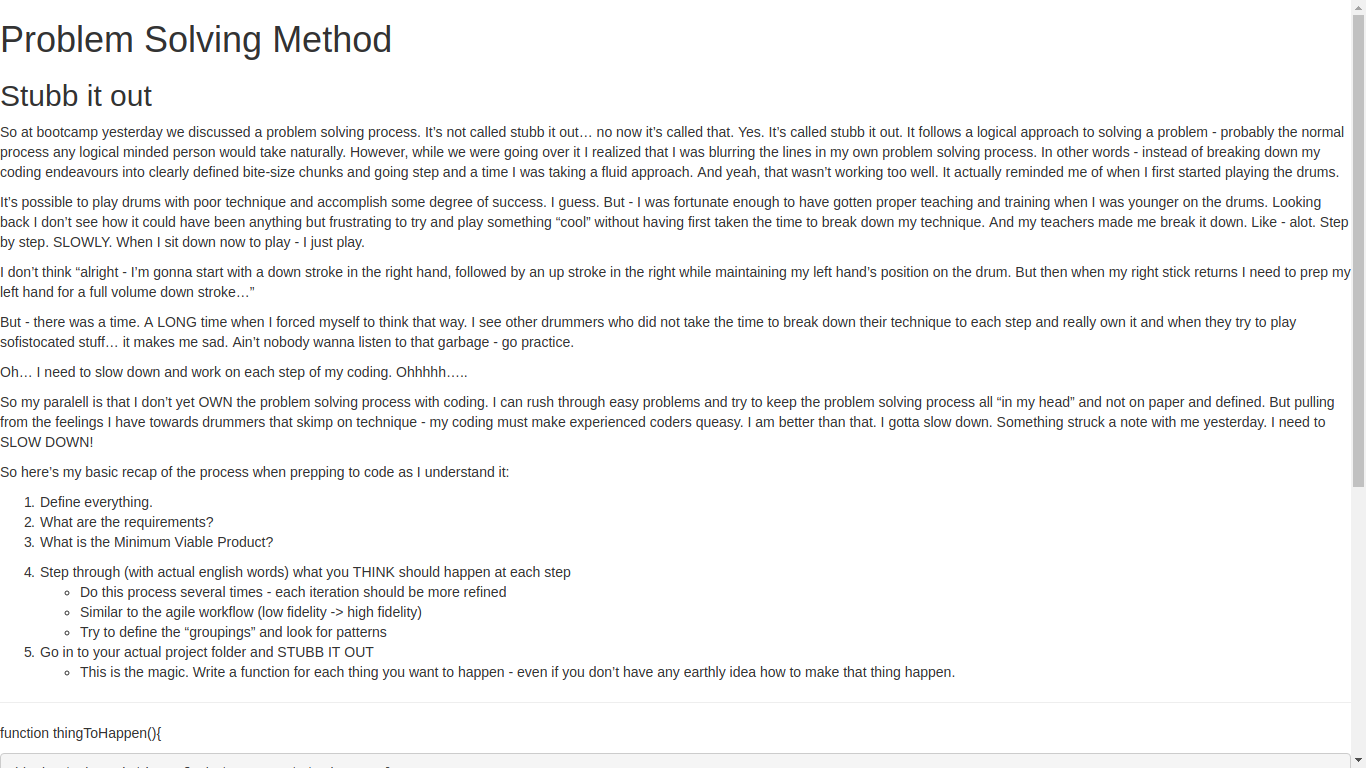 Problem Solving Method
Stubb it out
So at bootcamp yesterday we discussed a problem solving process. It’s not called stubb it out… no now it’s called that. Yes. It’s called stubb it out. It follows a logical approach to solving a problem - probably the normal
process any logical minded person would take naturally. However, while we were going over it I realized that I was blurring the lines in my own problem solving process. In other words - instead of breaking down my
coding endeavours into clearly defined bite-size chunks and going step and a time I was taking a fluid approach. And yeah, that wasn’t working too well. It actually reminded me of when I first started playing the drums.
It’s possible to play drums with poor technique and accomplish some degree of success. I guess. But - I was fortunate enough to have gotten proper teaching and training when I was younger on the drums. Looking
back I don’t see how it could have been anything but frustrating to try and play something “cool” without having first taken the time to break down my technique. And my teachers made me break it down. Like - alot. Step
by step. SLOWLY. When I sit down now to play - I just play.
I don’t think “alright - I’m gonna start with a down stroke in the right hand, followed by an up stroke in the right while maintaining my left hand’s position on the drum. But then when my right stick returns I need to prep my
left hand for a full volume down stroke…”
But - there was a time. A LONG time when I forced myself to think that way. I see other drummers who did not take the time to break down their technique to each step and really own it and when they try to play
sofistocated stuff… it makes me sad. Ain’t nobody wanna listen to that garbage - go practice.
Oh… I need to slow down and work on each step of my coding. Ohhhhh…..
So my paralell is that I don’t yet OWN the problem solving process with coding. I can rush through easy problems and try to keep the problem solving process all “in my head” and not on paper and defined. But pulling
from the feelings I have towards drummers that skimp on technique - my coding must make experienced coders queasy. I am better than that. I gotta slow down. Something struck a note with me yesterday. I need to
SLOW DOWN!
So here’s my basic recap of the process when prepping to code as I understand it:
1. Define everything.
2. What are the requirements?
3. What is the Minimum Viable Product?
4. Step through (with actual english words) what you THINK should happen at each step
◦ Do this process several times - each iteration should be more refined
◦ Similar to the agile workflow (low fidelity -> high fidelity)
◦ Try to define the “groupings” and look for patterns
5. Go in to your actual project folder and STUBB IT OUT
◦ This is the magic. Write a function for each thing you want to happen - even if you don’t have any earthly idea how to make that thing happen.
function thingToHappen(){